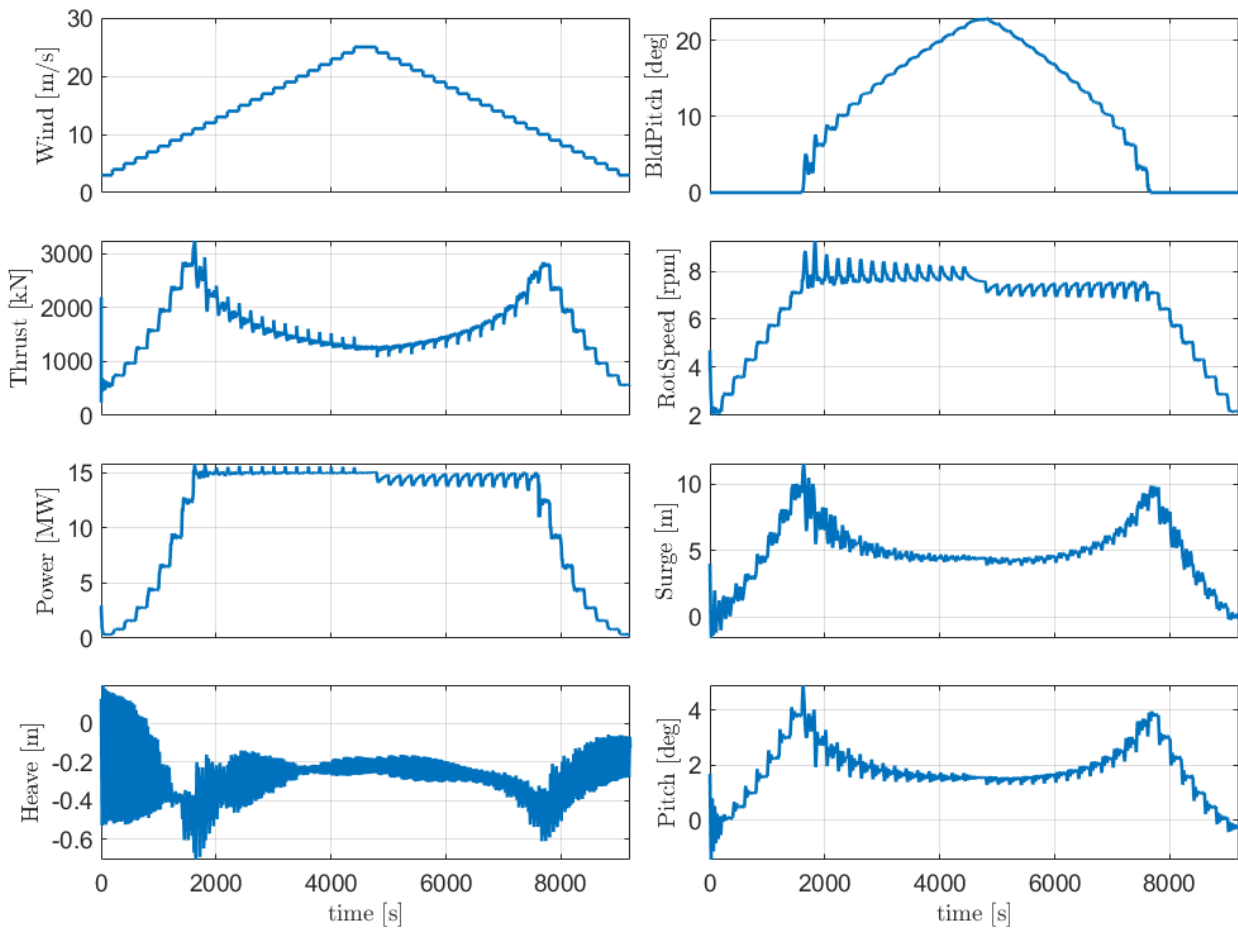 30
20
10
0
Wind [m/s]
20
10
0
BldPitch [deg]
3000
2000
1000
0
Thrust [kN]
8
6
4
2
RotSpeed [rpm]
15
10
5
0
Power [MW]
10
5
0
Surge [m]
0
-0.2
-0.4
-0.6
Heave [m]
0 2000 4000 6000 8000
time [s]
4
2
0
Pitch [deg]
0 2000 4000 6000 8000
time [s]